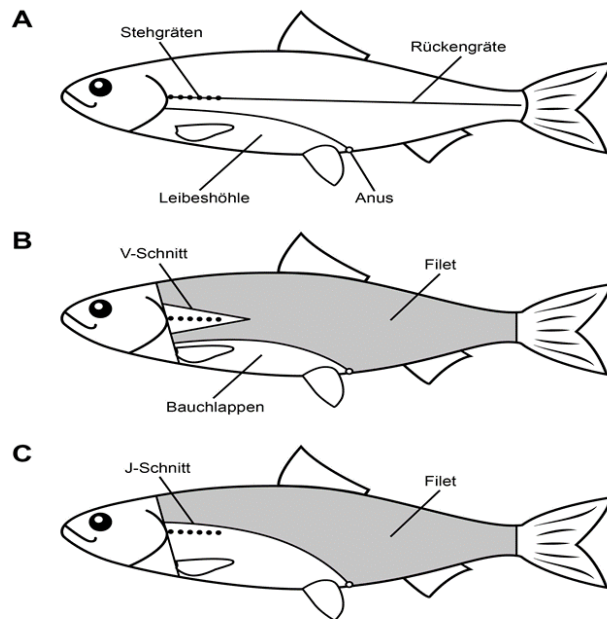 A
Stehgräten
Rückengräte
Leibeshöhle
Anus
B
V-Schnitt
Filet
Bauchlappen
C
J-Schnitt
Filet